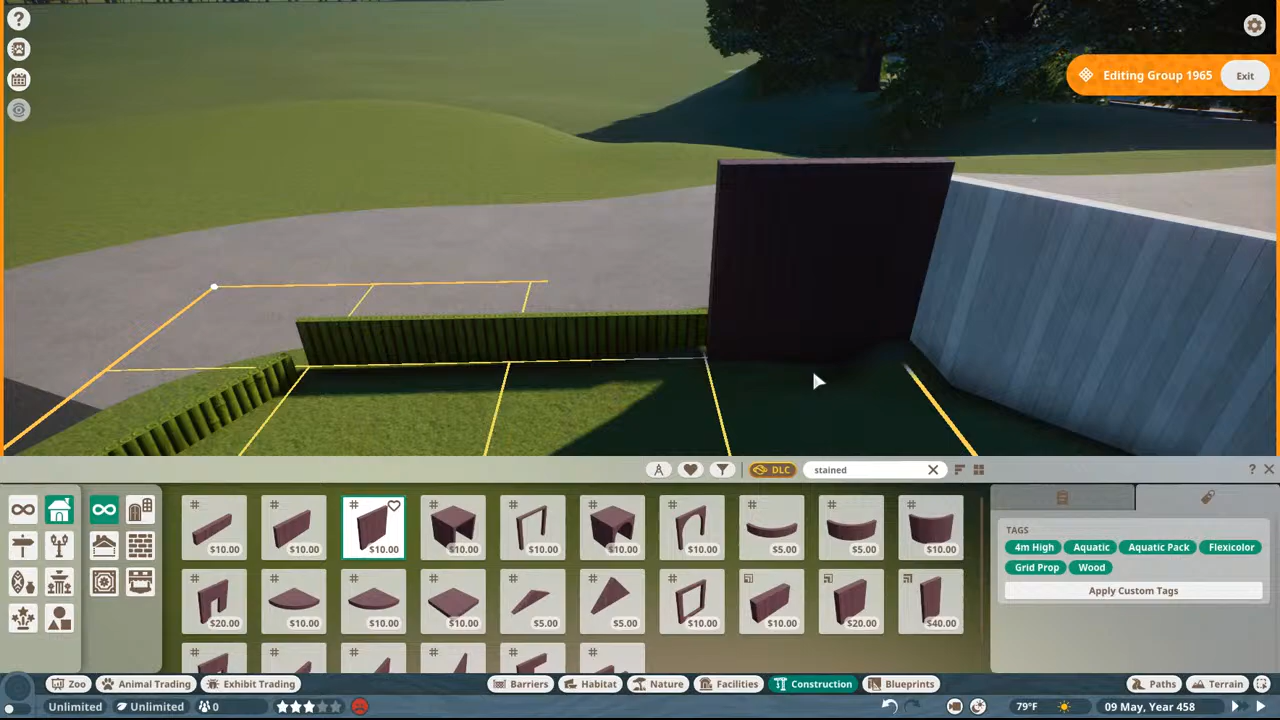 ?
Editing Group 1965 Exit
DLC stained
?
$10.00 $10.00 $10.00 $10.00 $10.00 $10.00 $10.00 $5.00 $5.00 $10.00
TAGS
4m High Aquatic Aquatic Pack Flexicolor
Grid Prop Wood
Apply Custom Tags
$20.00 $10.00 $10.00 $10.00 $5.00 $5.00 $10.00 $10.00 $20.00 $40.00
Zoo Animal Trading Exhibit Trading Barriers Habitat Nature Facilities Construction Blueprints Paths Terrain
Unlimited Unlimited 0 79°F 09 May, Year 458